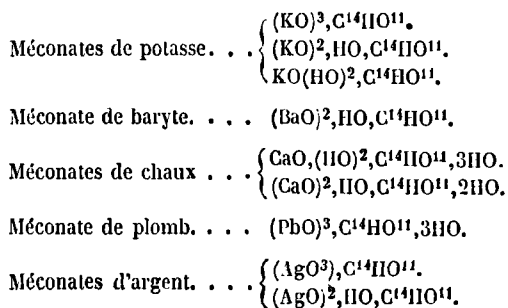 Méconates de potasse. . . (KO)³,C¹⁴HO¹¹.
(KO)²,HO,C¹⁴HO¹¹.
KO(HO)²,C¹⁴HO¹¹.
Méconate de baryte. . . . (BaO)²,HO,C¹⁴HO¹¹.
Méconates de chaux . . . CaO,(HO)²,C¹⁴HO¹¹,3HO.
(CaO)²,HO,C¹⁴HO¹¹,2HO.
Méconate de plomb. . . . (PbO)³,C¹⁴HO¹¹,3HO.
Méconates d'argent. . . . (AgO³),C¹⁴HO¹¹.
(AgO)²,HO,C¹⁴HO¹¹.